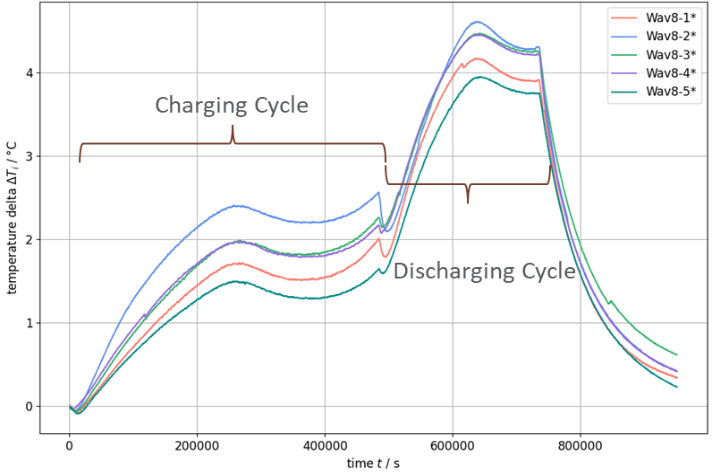 Wav8-1*
Wav8-2*
Wav8-3*
Wav8-4*
Wav8-5*
Charging Cycle
Discharging Cycle
temperature delta ΔTᵢ / °C
4
3
2
1
0
0 200000 400000 600000 800000
time t / s